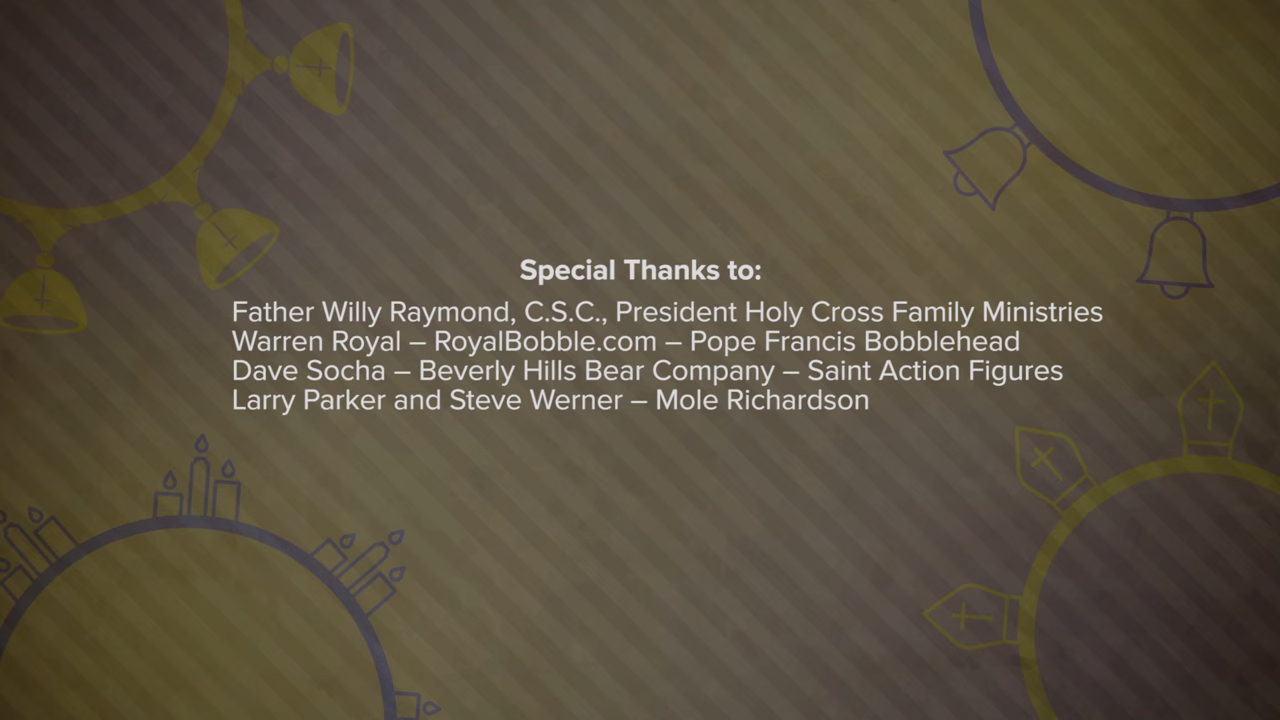 Special Thanks to:
Father Willy Raymond, C.S.C., President Holy Cross Family Ministries
Warren Royal – RoyalBobble.com – Pope Francis Bobblehead
Dave Socha – Beverly Hills Bear Company – Saint Action Figures
Larry Parker and Steve Werner – Mole Richardson